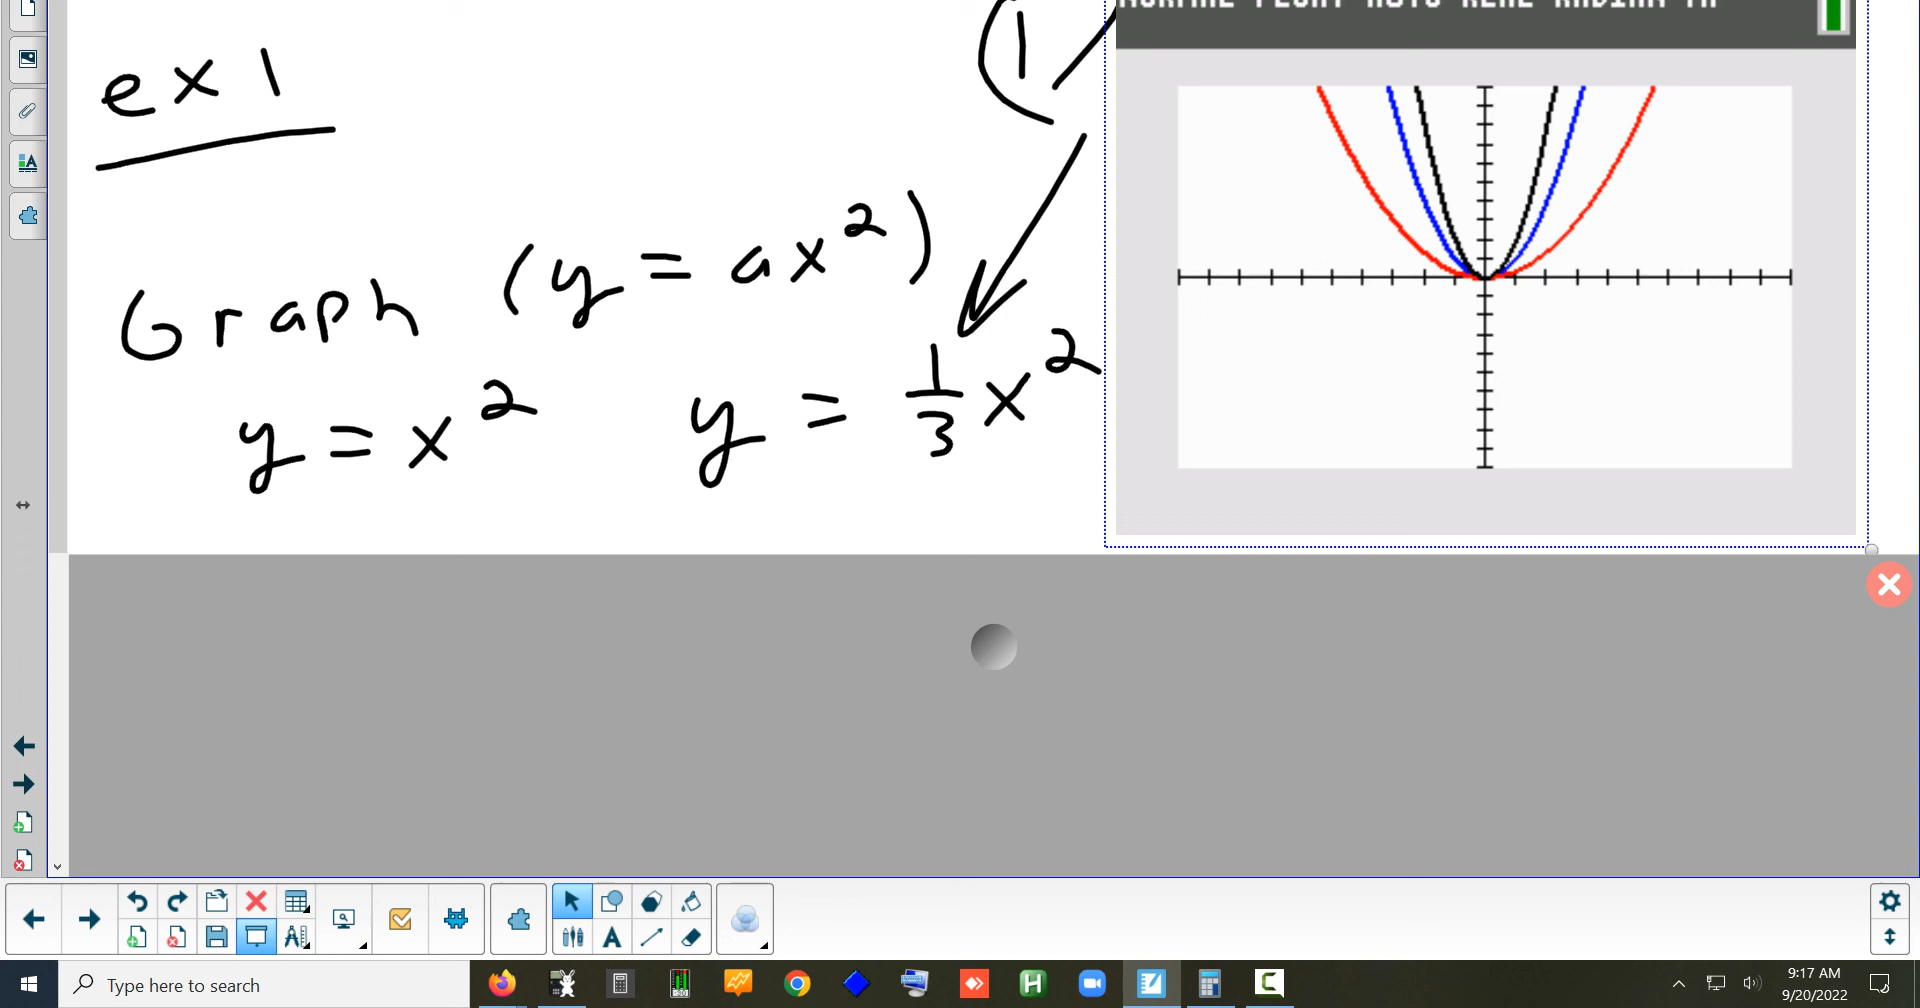 ex 1
(1
Graph (y = ax²)
y = x² y = 1/3 x²
Type here to search
9:17 AM
9/20/2022